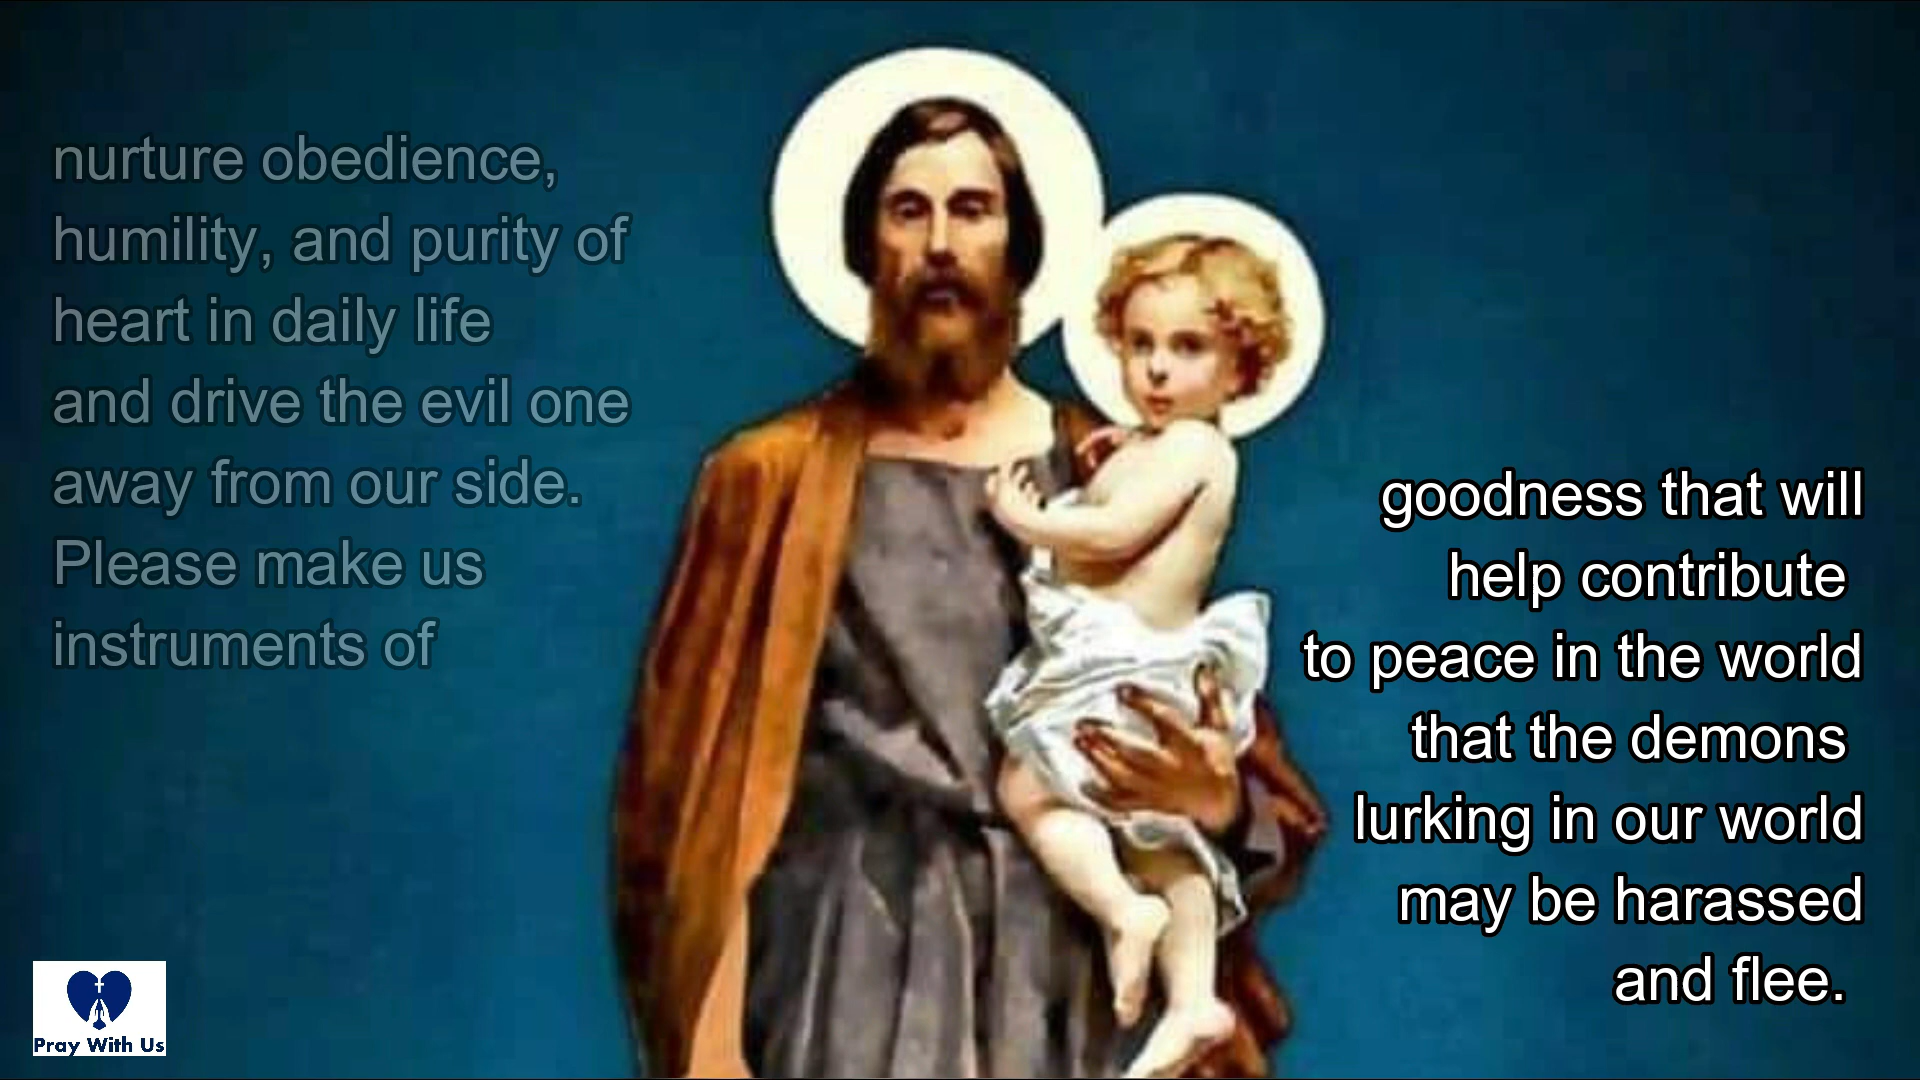 nurture obedience,
humility, and purity of
heart in daily life
and drive the evil one
away from our side.
Please make us
instruments of
goodness that will
help contribute
to peace in the world
that the demons
lurking in our world
may be harassed
and flee.
Pray With Us